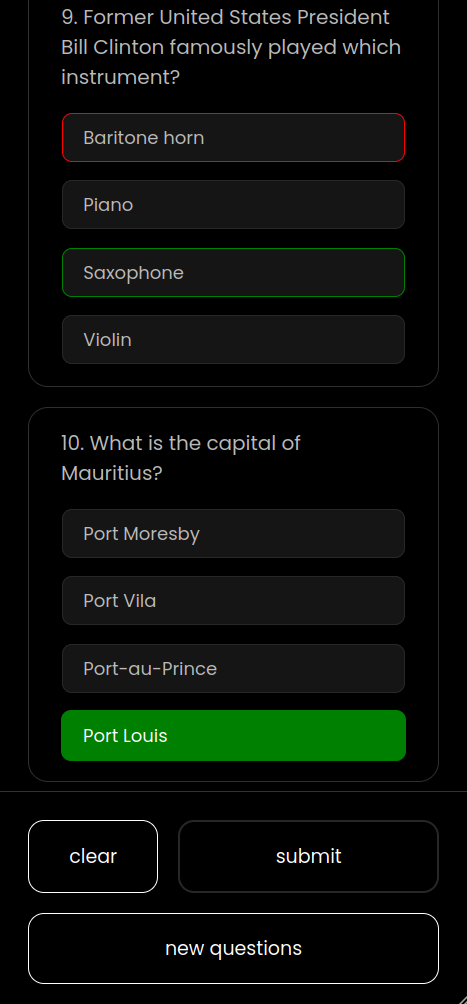 9. Former United States President
Bill Clinton famously played which
instrument?
Baritone horn
Piano
Saxophone
Violin
10. What is the capital of
Mauritius?
Port Moresby
Port Vila
Port-au-Prince
Port Louis
clear
submit
new questions